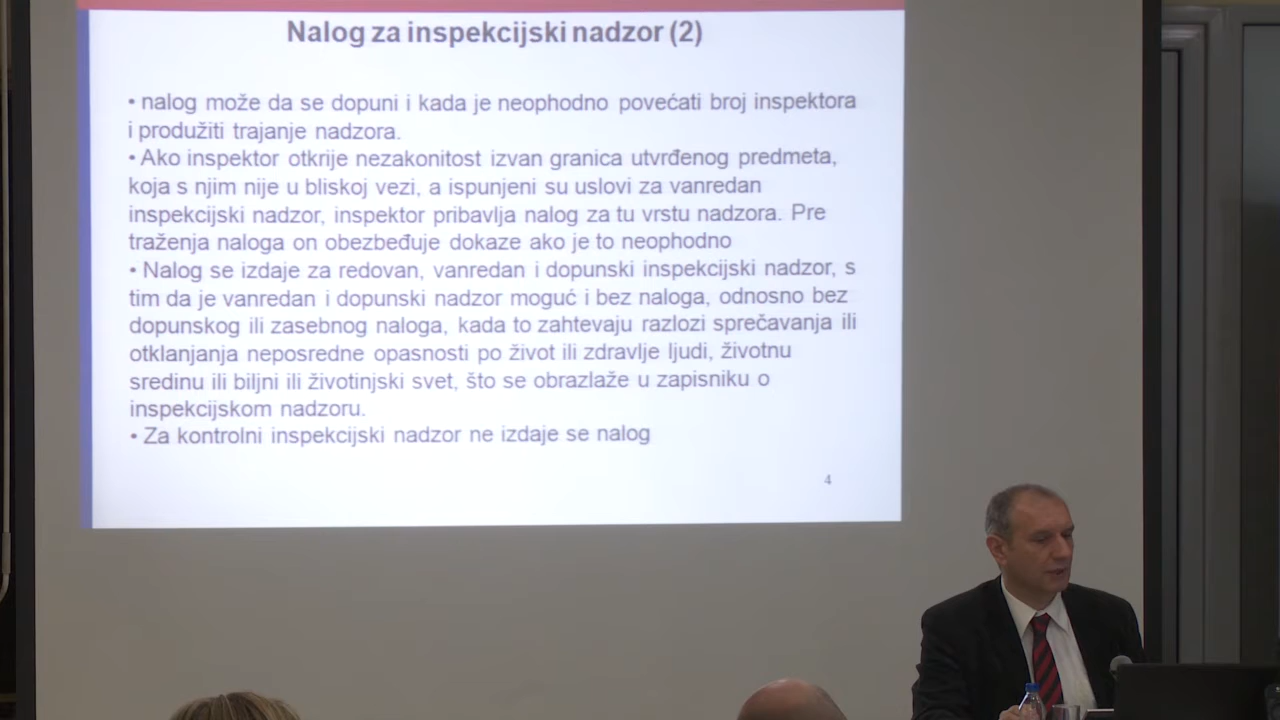 Nalog za inspekcijski nadzor (2)
• nalog može da se dopuni i kada je neophodno povećati broj inspektora
i produžiti trajanje nadzora.
• Ako inspektor otkrije nezakonitost izvan granica utvrđenog predmeta,
koja s njim nije u bliskoj vezi, a ispunjeni su uslovi za vanredan
inspekcijski nadzor, inspektor pribavlja nalog za tu vrstu nadzora. Pre
traženja naloga on obezbeđuje dokaze ako je to neophodno
• Nalog se izdaje za redovan, vanredan i dopunski inspekcijski nadzor, s
tim da je vanredan i dopunski nadzor moguć i bez naloga, odnosno bez
dopunskog ili zasebnog naloga, kada to zahtevaju razlozi sprečavanja ili
otklanjanja neposredne opasnosti po život ili zdravlje ljudi, životnu
sredinu ili biljni ili životinjski svet, što se obrazlaže u zapisniku o
inspekcijskom nadzoru.
• Za kontrolni inspekcijski nadzor ne izdaje se nalog
4